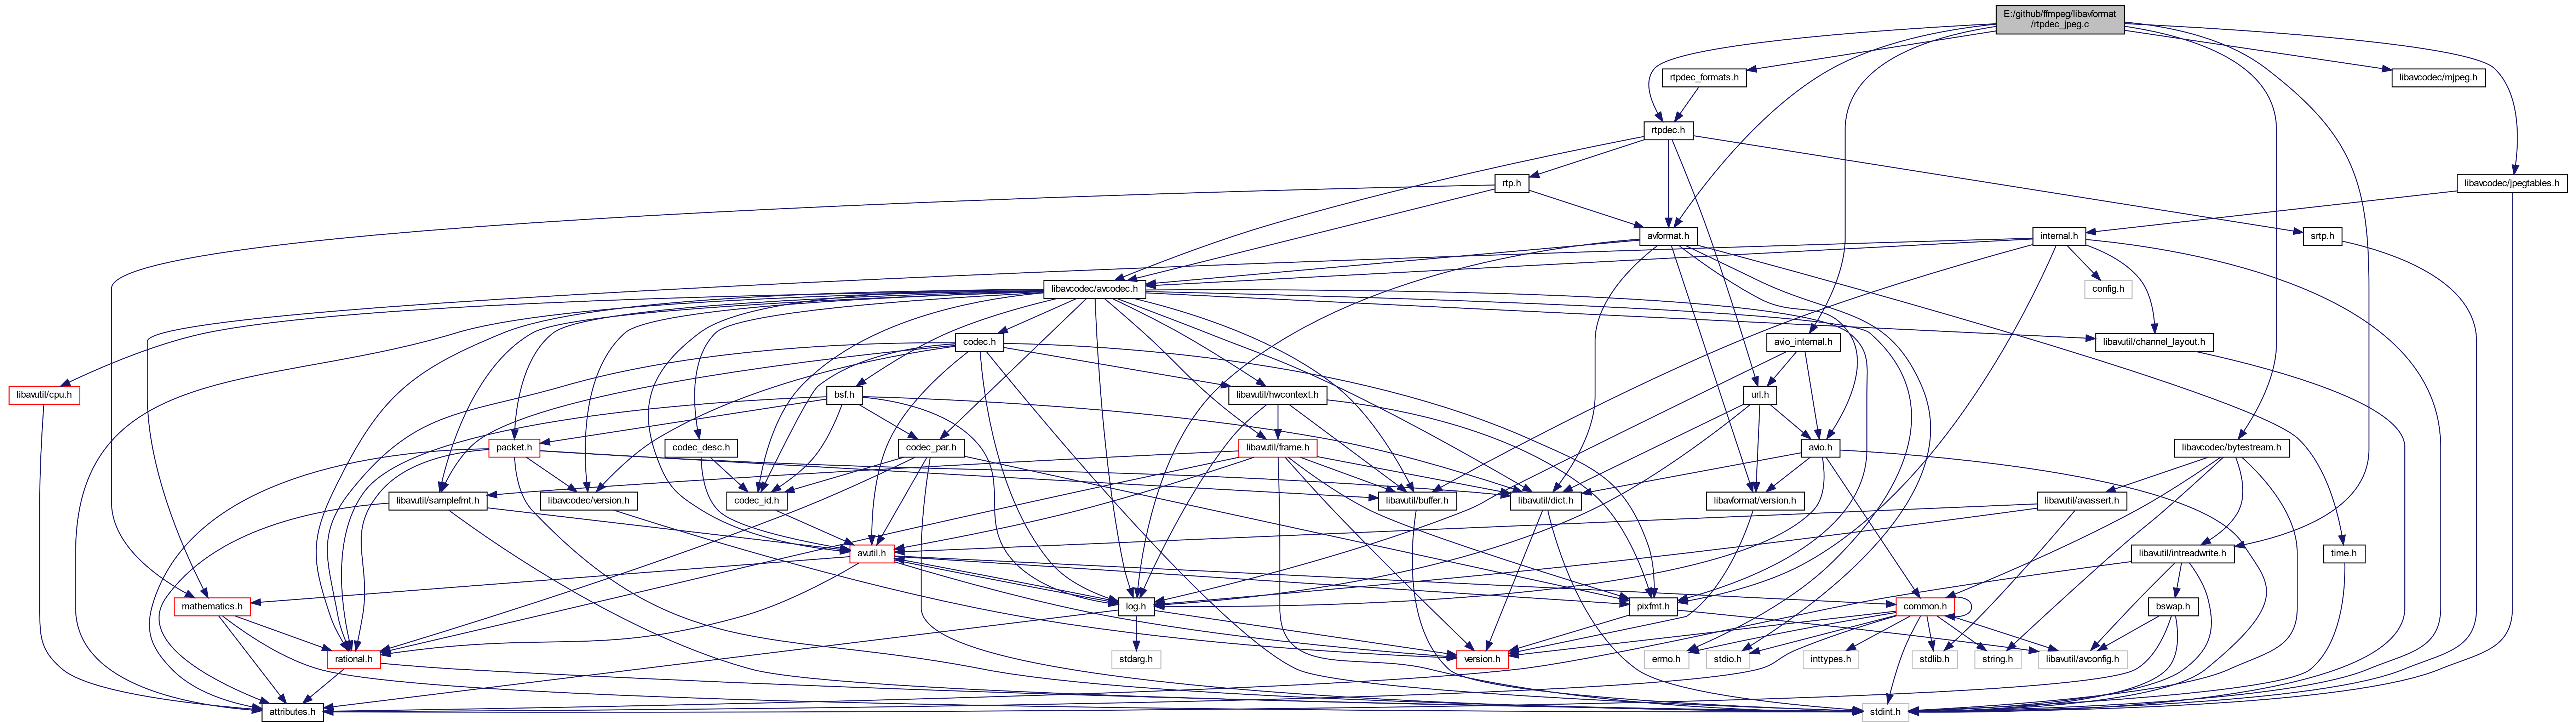 E:/github/ffmpeg/libavformat
/rtpdec_jpeg.c
rtpdec_formats.h
libavcodec/mjpeg.h
rtpdec.h
rtp.h
libavcodec/jpegtables.h
avformat.h
internal.h
srtp.h
libavcodec/avcodec.h
config.h
codec.h
avio_internal.h
libavutil/channel_layout.h
libavutil/cpu.h
bsf.h
libavutil/hwcontext.h
url.h
packet.h
codec_desc.h
codec_par.h
libavutil/frame.h
avio.h
libavcodec/bytestream.h
libavutil/samplefmt.h
libavcodec/version.h
codec_id.h
libavutil/buffer.h
libavutil/dict.h
libavformat/version.h
libavutil/avassert.h
avutil.h
libavutil/intreadwrite.h
time.h
mathematics.h
log.h
pixfmt.h
common.h
bswap.h
rational.h
stdarg.h
version.h
errno.h
stdio.h
inttypes.h
stdlib.h
string.h
libavutil/avconfig.h
attributes.h
stdint.h